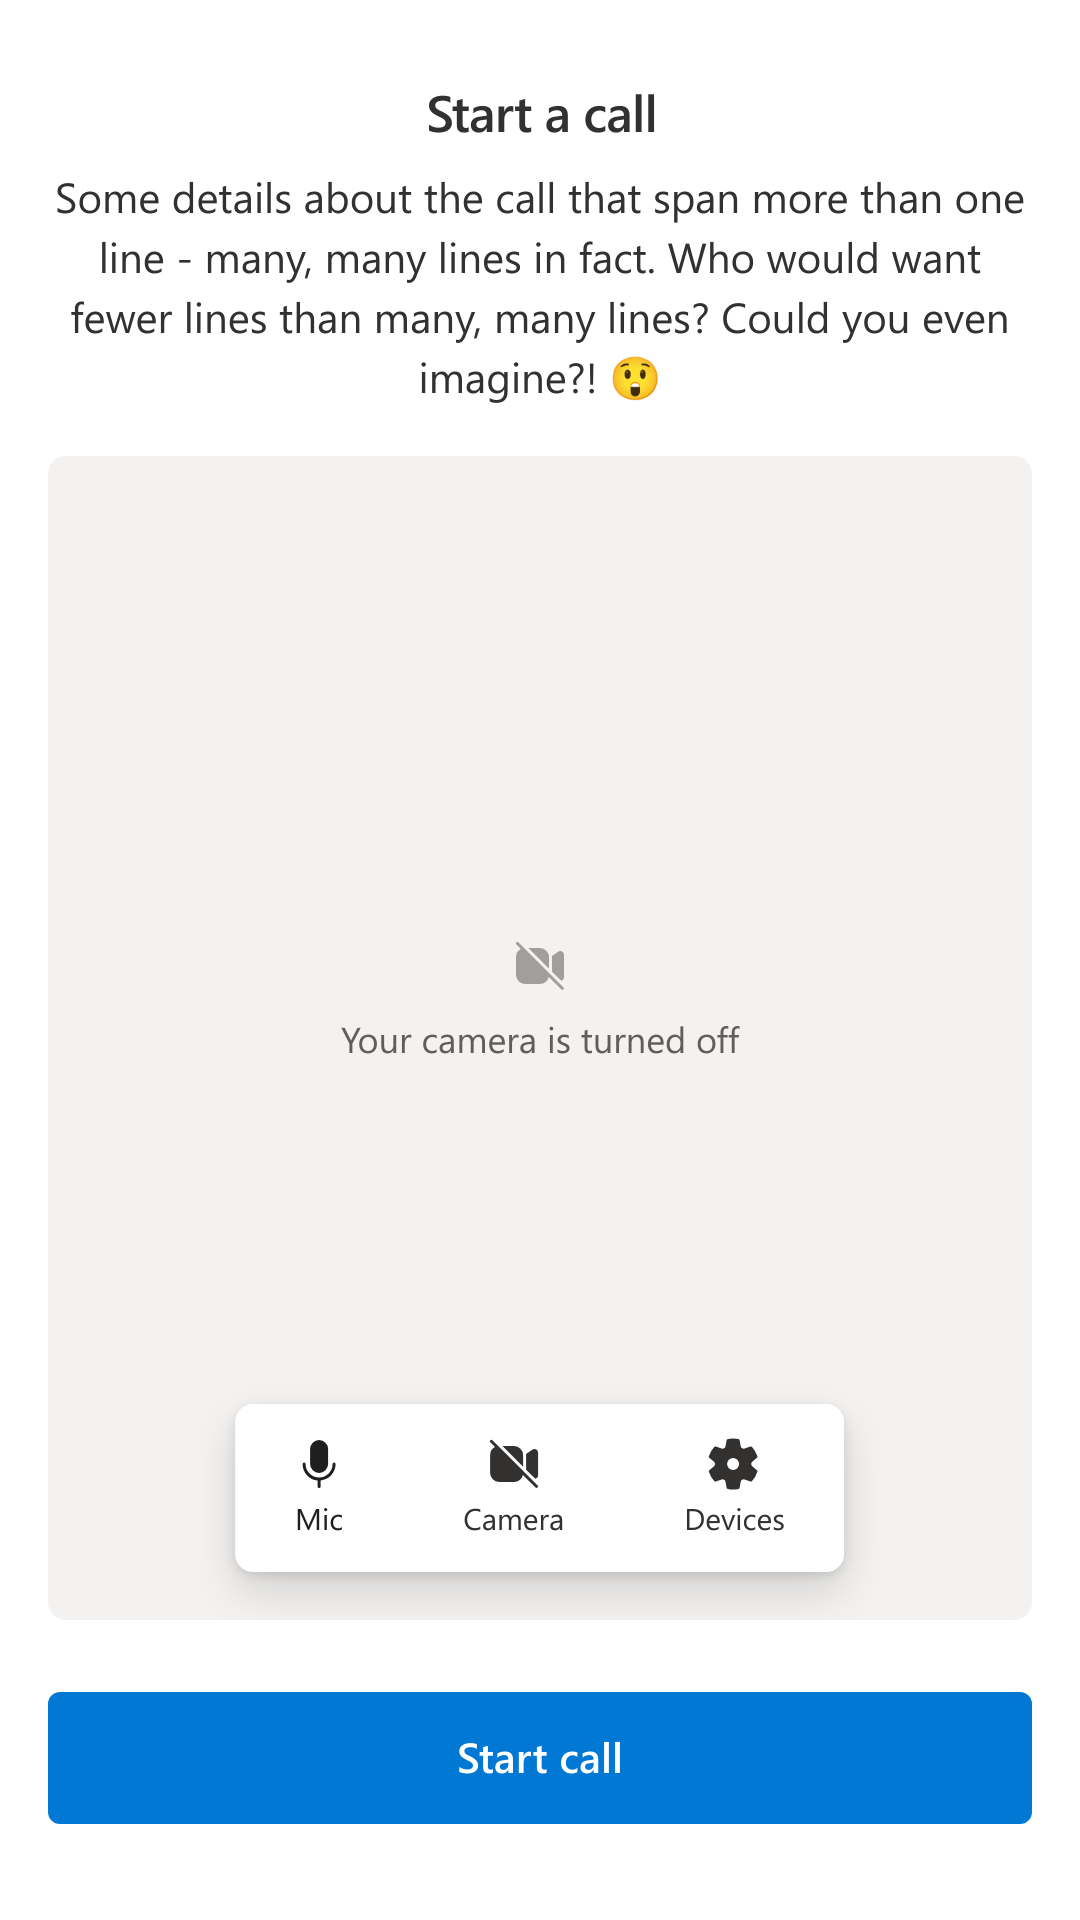 Start a call
Some details about the call that span more than one
line - many, many lines in fact. Who would want
fewer lines than many, many lines? Could you even
imagine?! 😲
Your camera is turned off
Mic
Camera
Devices
Start call